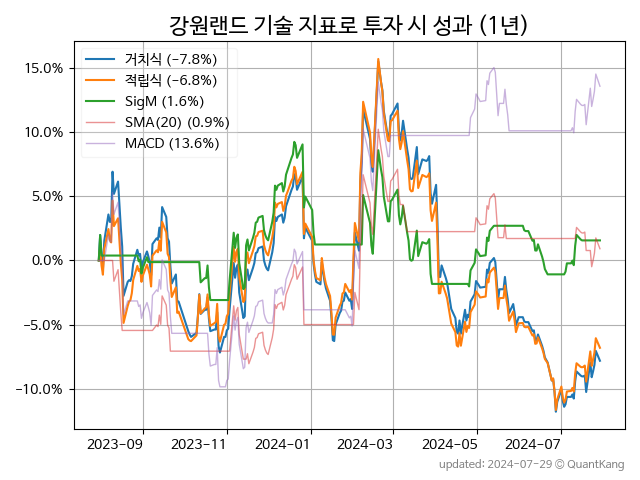 강원랜드 기술 지표로 투자 시 성과 (1년)
거치식 (−7.8%)
적립식 (−6.8%)
SigM (1.6%)
SMA(20) (0.9%)
MACD (13.6%)
15.0%
10.0%
5.0%
0.0%
−5.0%
−10.0%
2023-09 2023-11 2024-01 2024-03 2024-05 2024-07
updated: 2024-07-29 © QuantKang